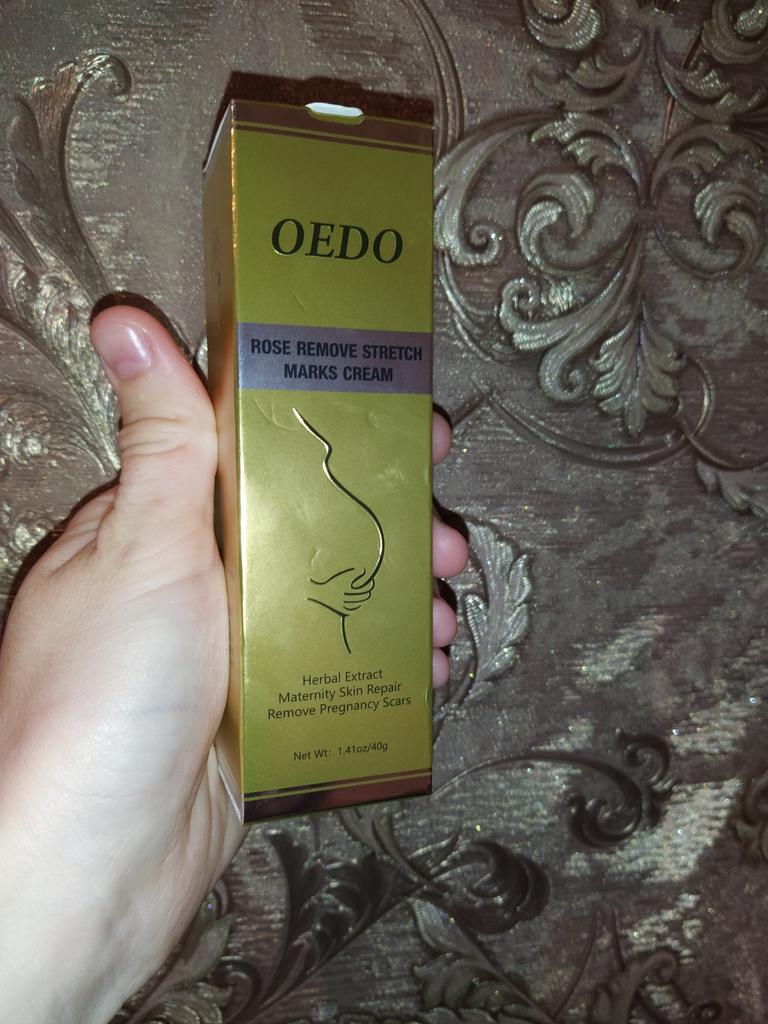 OEDO
ROSE REMOVE STRETCH
MARKS CREAM
Herbal Extract
Maternity Skin Repair
Remove Pregnancy Scars
Net Wt: 1.41oz/40g